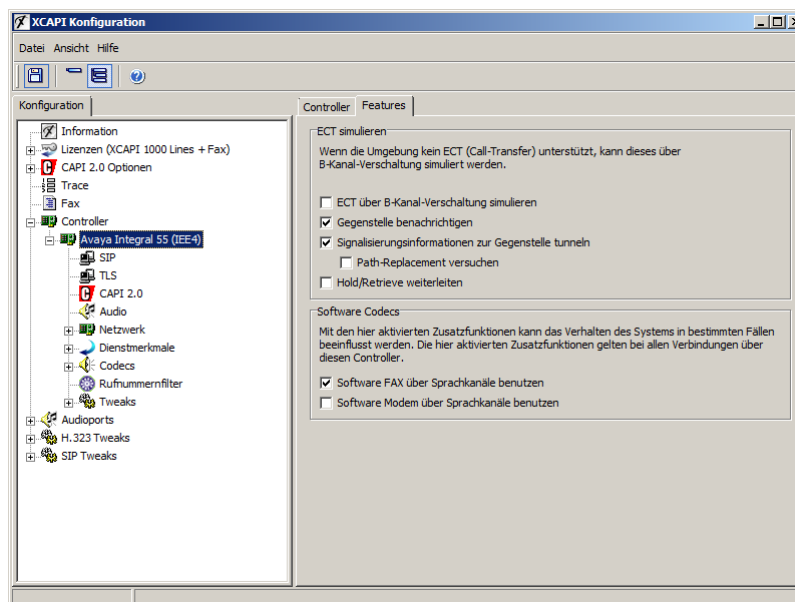 XCAPI Konfiguration
Datei Ansicht Hilfe
Konfiguration
Information
Lizenzen (XCAPI 1000 Lines + Fax)
CAPI 2.0 Optionen
Trace
Fax
Controller
Avaya Integral 55 (IEE4)
SIP
TLS
CAPI 2.0
Audio
Netzwerk
Dienstmerkmale
Codecs
Rufnummernfilter
Tweaks
Audioports
H.323 Tweaks
SIP Tweaks
Controller Features
ECT simulieren
Wenn die Umgebung kein ECT (Call-Transfer) unterstützt, kann dieses über
B-Kanal-Verschaltung simuliert werden.
ECT über B-Kanal-Verschaltung simulieren
Gegenstelle benachrichtigen
Signalisierungsinformationen zur Gegenstelle tunneln
Path-Replacement versuchen
Hold/Retrieve weiterleiten
Software Codecs
Mit den hier aktivierten Zusatzfunktionen kann das Verhalten des Systems in bestimmten Fällen
beeinflusst werden. Die hier aktivierten Zusatzfunktionen gelten bei allen Verbindungen über
diesen Controller.
Software FAX über Sprachkanäle benutzen
Software Modem über Sprachkanäle benutzen